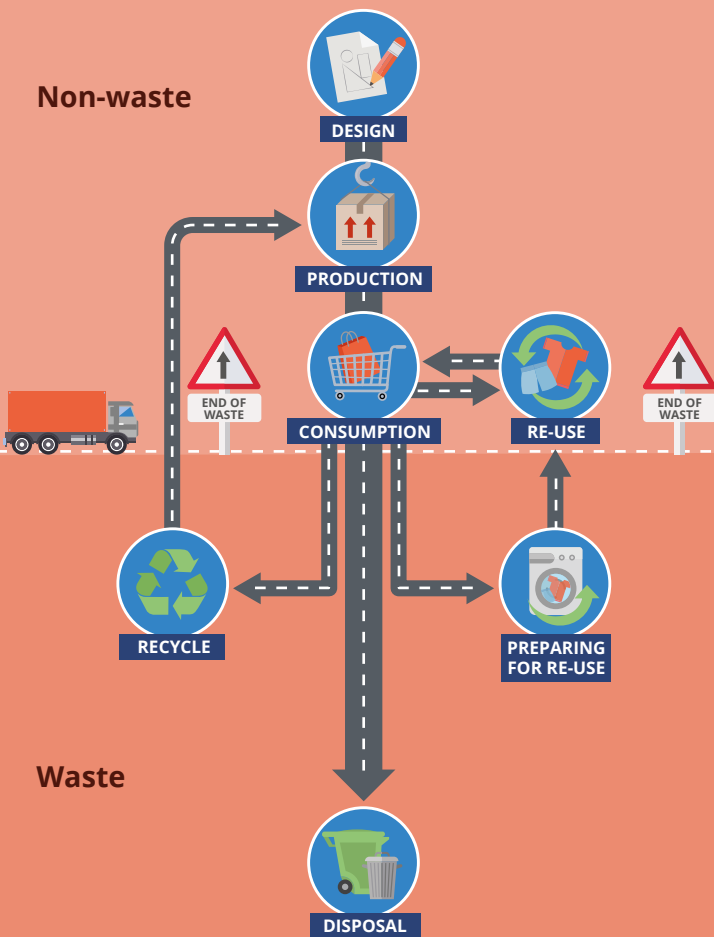 Non-waste
DESIGN
PRODUCTION
END OF
WASTE
END OF
WASTE
CONSUMPTION
RE-USE
RECYCLE
PREPARING
FOR RE-USE
Waste
DISPOSAL